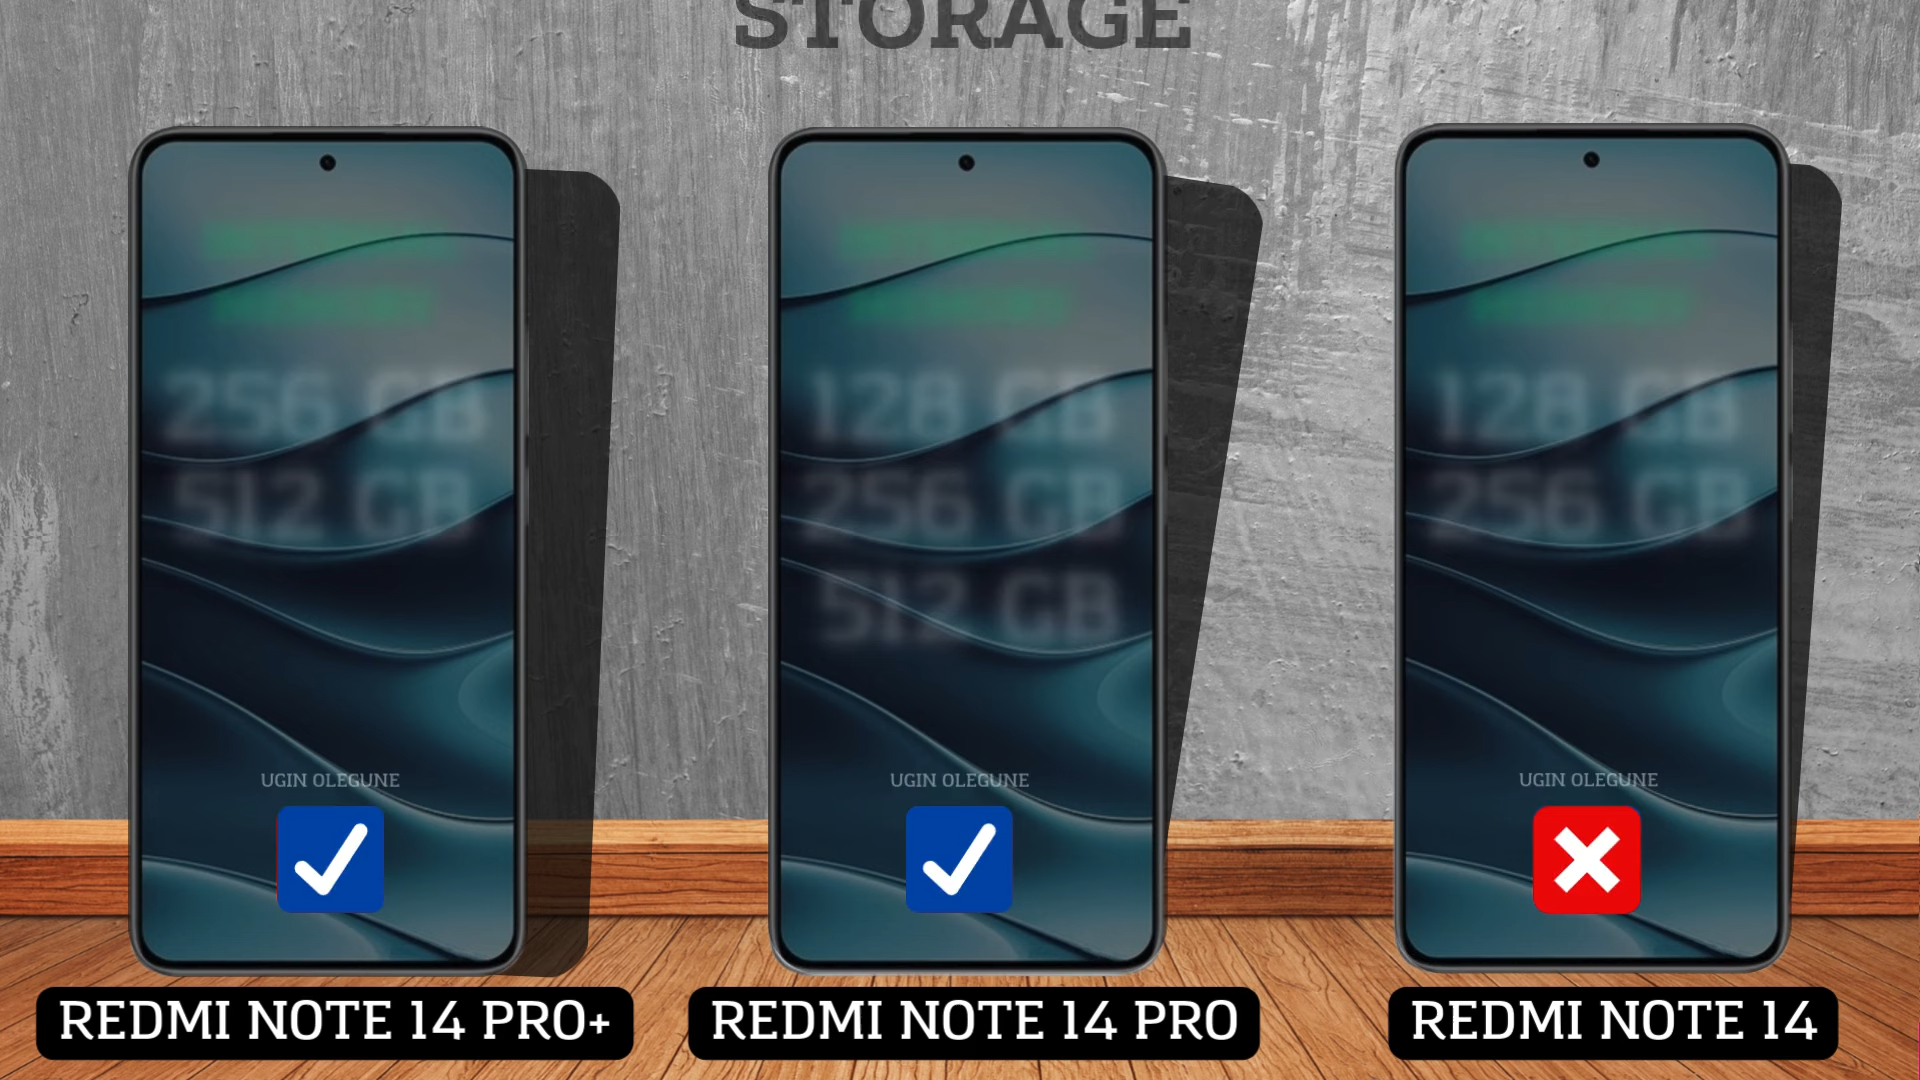 STORAGE
256 GB
512 GB
128 GB
256 GB
512 GB
128 GB
256 GB
UGIN OLEGUNE
UGIN OLEGUNE
UGIN OLEGUNE
REDMI NOTE 14 PRO+
REDMI NOTE 14 PRO
REDMI NOTE 14